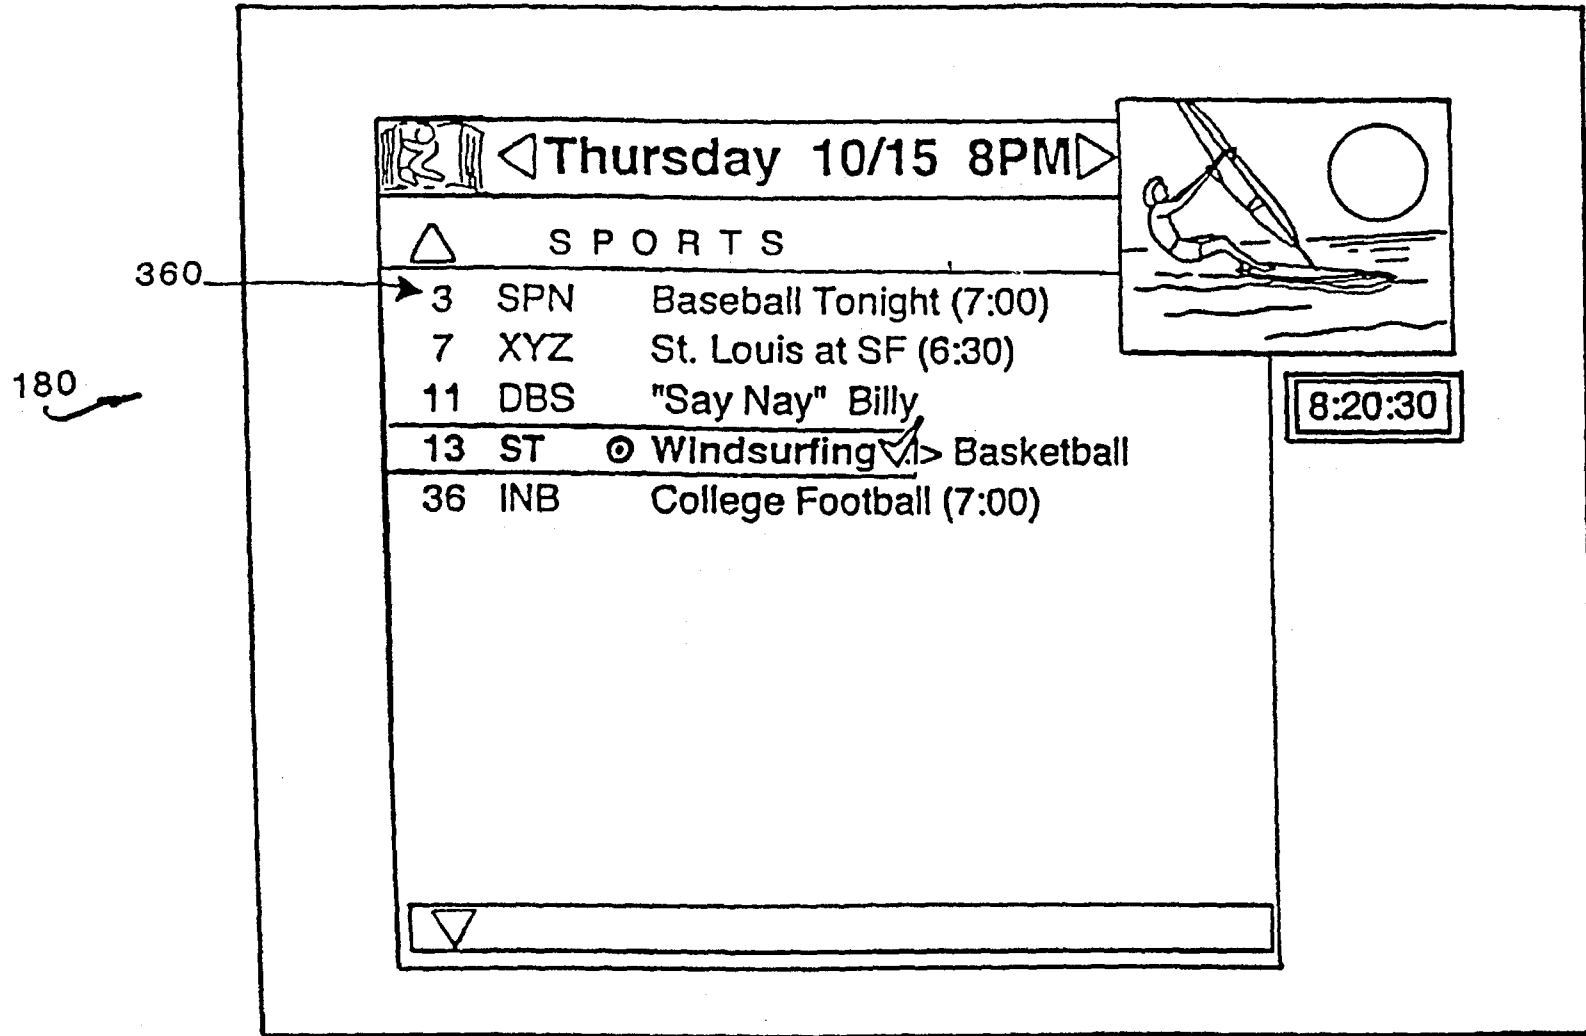 Thursday 10/15 8PM
SPORTS
360
3 SPN Baseball Tonight (7:00)
7 XYZ St. Louis at SF (6:30)
180
11 DBS "Say Nay" Billy
8:20:30
13 ST Windsurfing > Basketball
36 INB College Football (7:00)